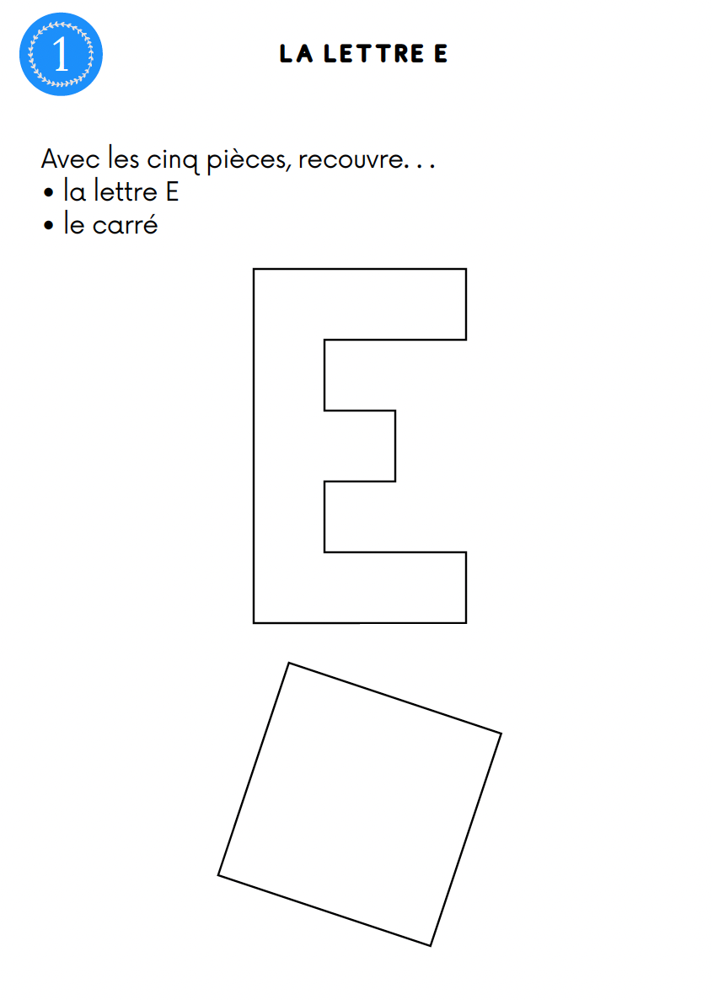 1
LA LETTRE E
Avec les cinq pièces, recouvre. . .
• la lettre E
• le carré